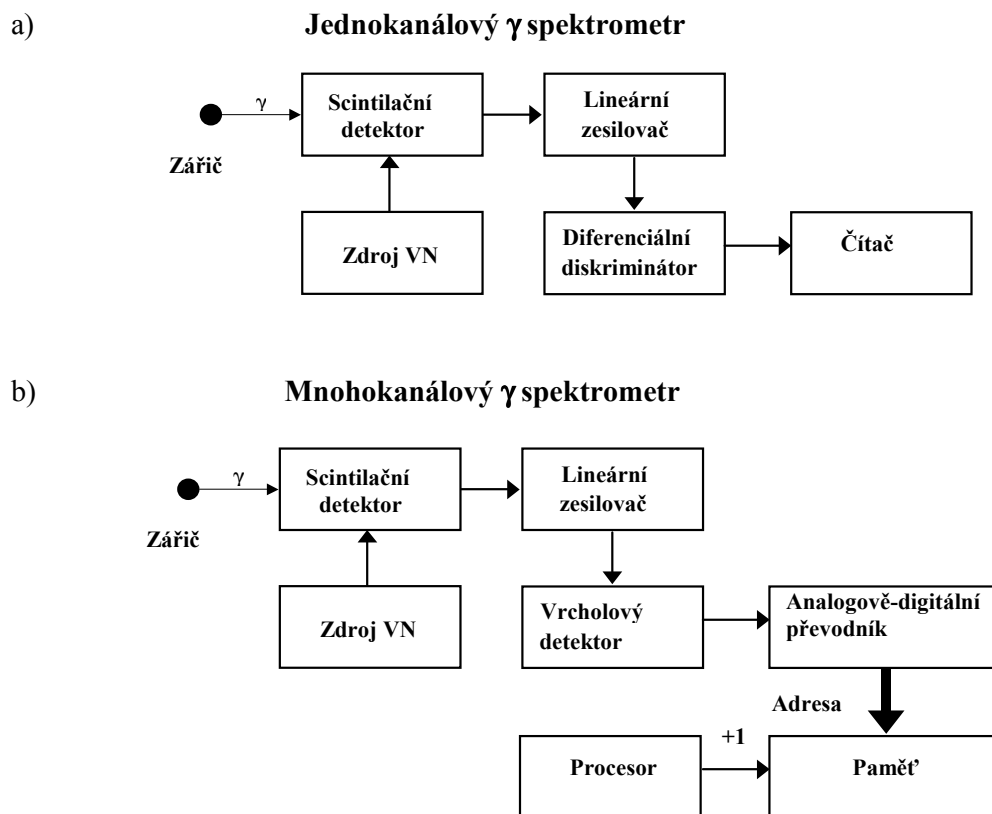 a)
Jednokanálový γ spektrometr
γ
Scintilační
detektor
Lineární
zesilovač
Zářič
Zdroj VN
Diferenciální
diskriminátor
Čítač
b)
Mnohokanálový γ spektrometr
γ
Scintilační
detektor
Lineární
zesilovač
Zářič
Zdroj VN
Vrcholový
detektor
Analogově-digitální
převodník
Adresa
Procesor
+1
Paměť